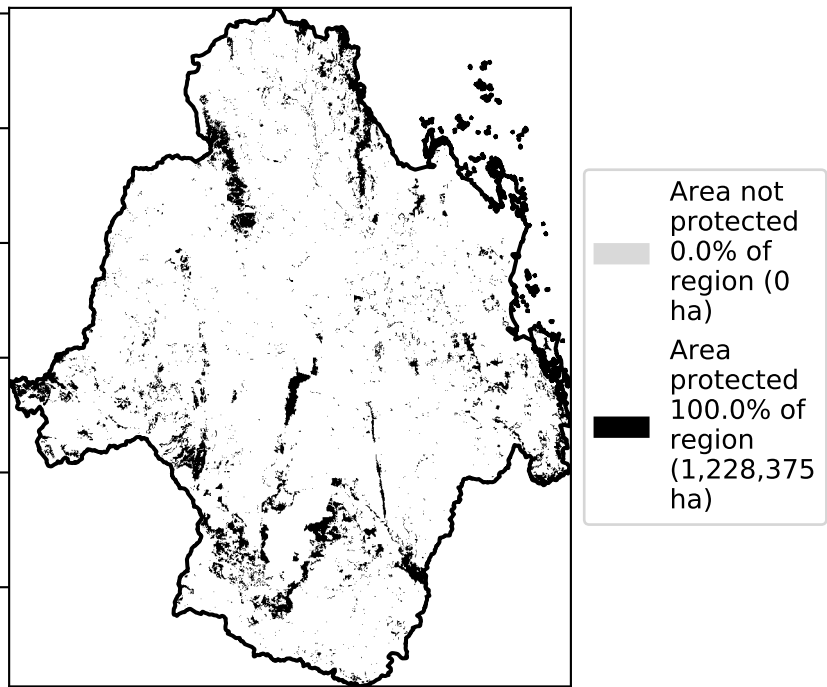 Area not
protected
0.0% of
region (0
ha)
Area
protected
100.0% of
region
(1,228,375
ha)